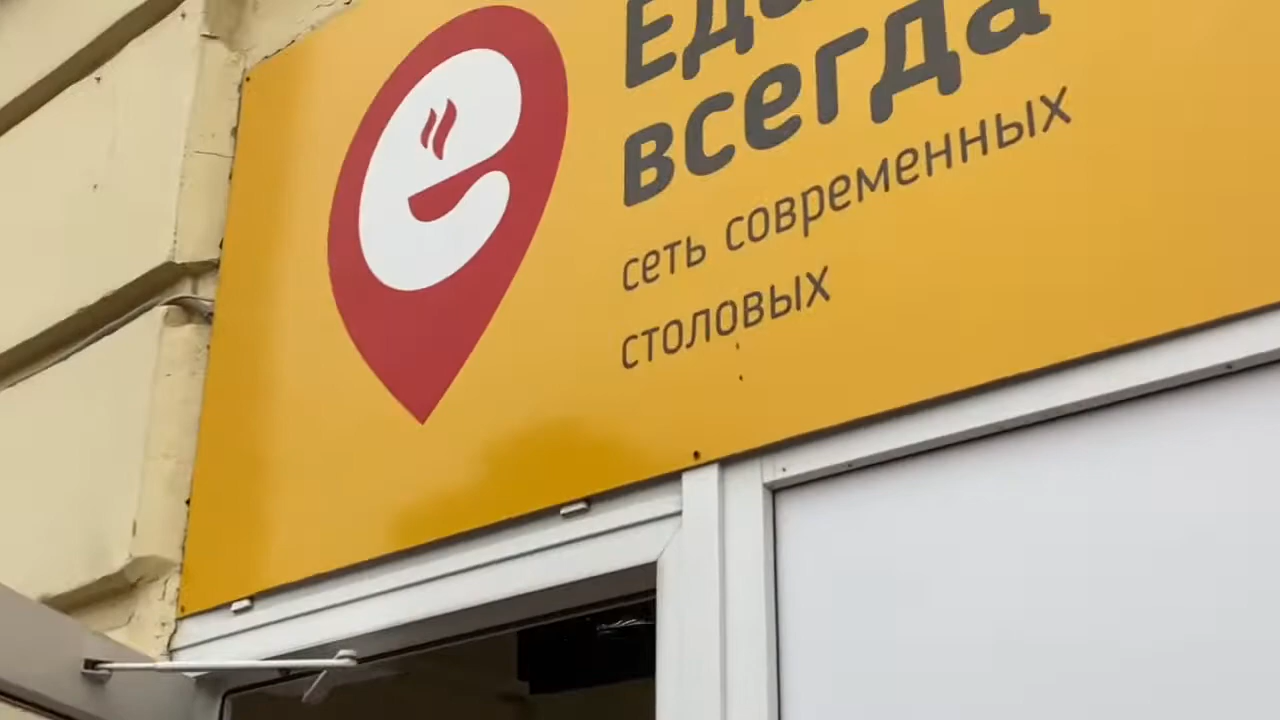 Еда
всегда
сеть современных
столовых